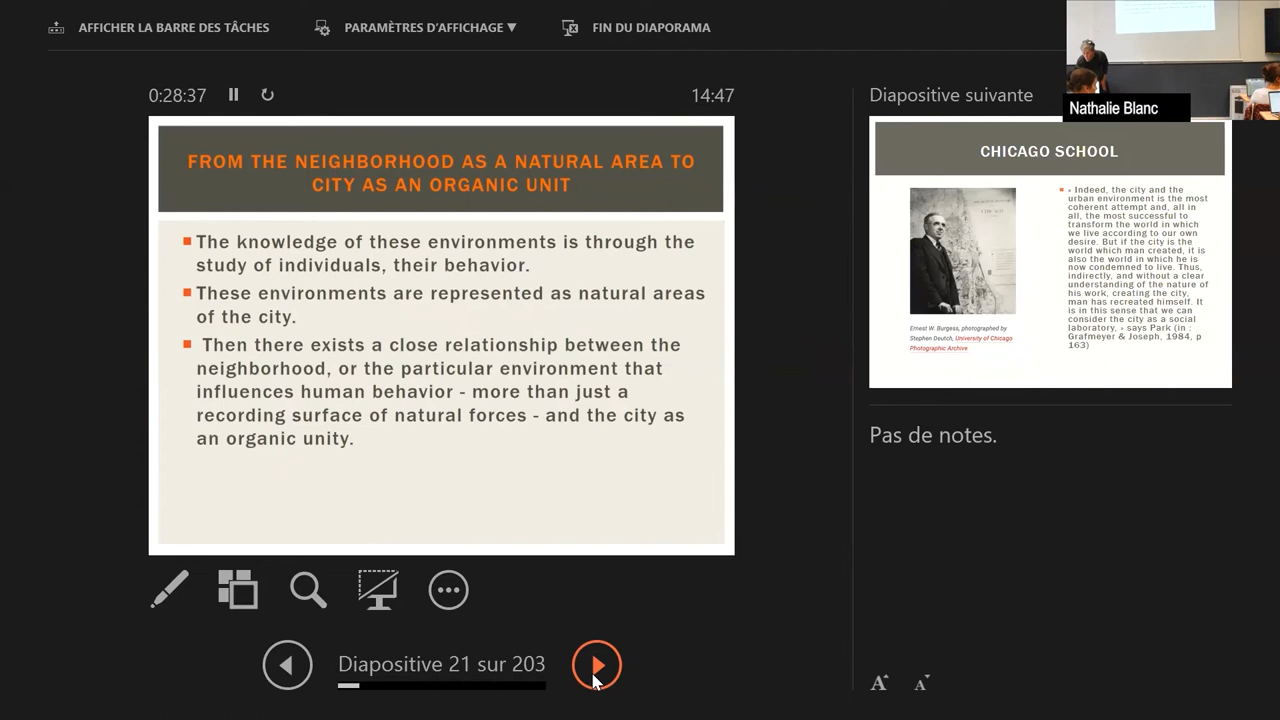 AFFICHER LA BARRE DES TÂCHES
PARAMÈTRES D'AFFICHAGE ▼
FIN DU DIAPORAMA
Nathalie Blanc
0:28:37
14:47
FROM THE NEIGHBORHOOD AS A NATURAL AREA TO
CITY AS AN ORGANIC UNIT
The knowledge of these environments is through the
study of individuals, their behavior.
These environments are represented as natural areas
of the city.
Then there exists a close relationship between the
neighborhood, or the particular environment that
influences human behavior - more than just a
recording surface of natural forces - and the city as
an organic unity.
Diapositive 21 sur 203
Diapositive suivante
CHICAGO SCHOOL
Ernest W. Burgess, photographed by
Stephen Deutch, University of Chicago
Photographic Archive
« Indeed, the city and the
urban environment is the most
coherent attempt and, all in
all, the most successful to
transform the world in which
we live according to our own
desire. But if the city is the
world which man created, it is
also the world in which he is
now condemned to live. Thus,
indirectly, and without a clear
understanding of the nature of
his work, creating the city,
man has recreated himself. It
is in this sense that we can
consider the city as a social
laboratory, » says Park (in :
Grafmeyer & Joseph, 1984, p
163)
Pas de notes.
A A